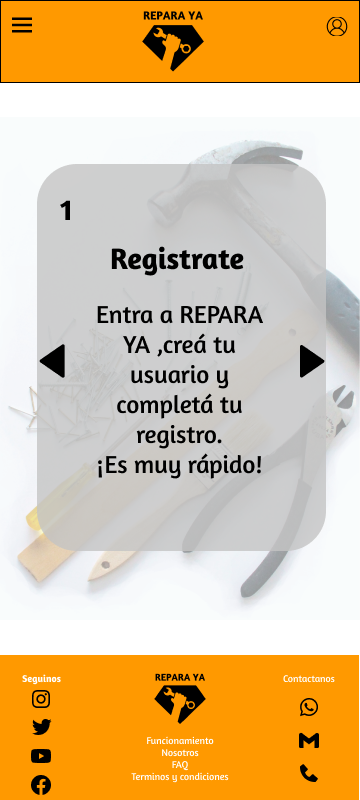 REPARA YA
1
Registrate
Entra a REPARA
YA ,creá tu
usuario y
completá tu
registro.
¡Es muy rápido!
Seguinos
REPARA YA
Funcionamiento
Nosotros
FAQ
Terminos y condiciones
Contactanos